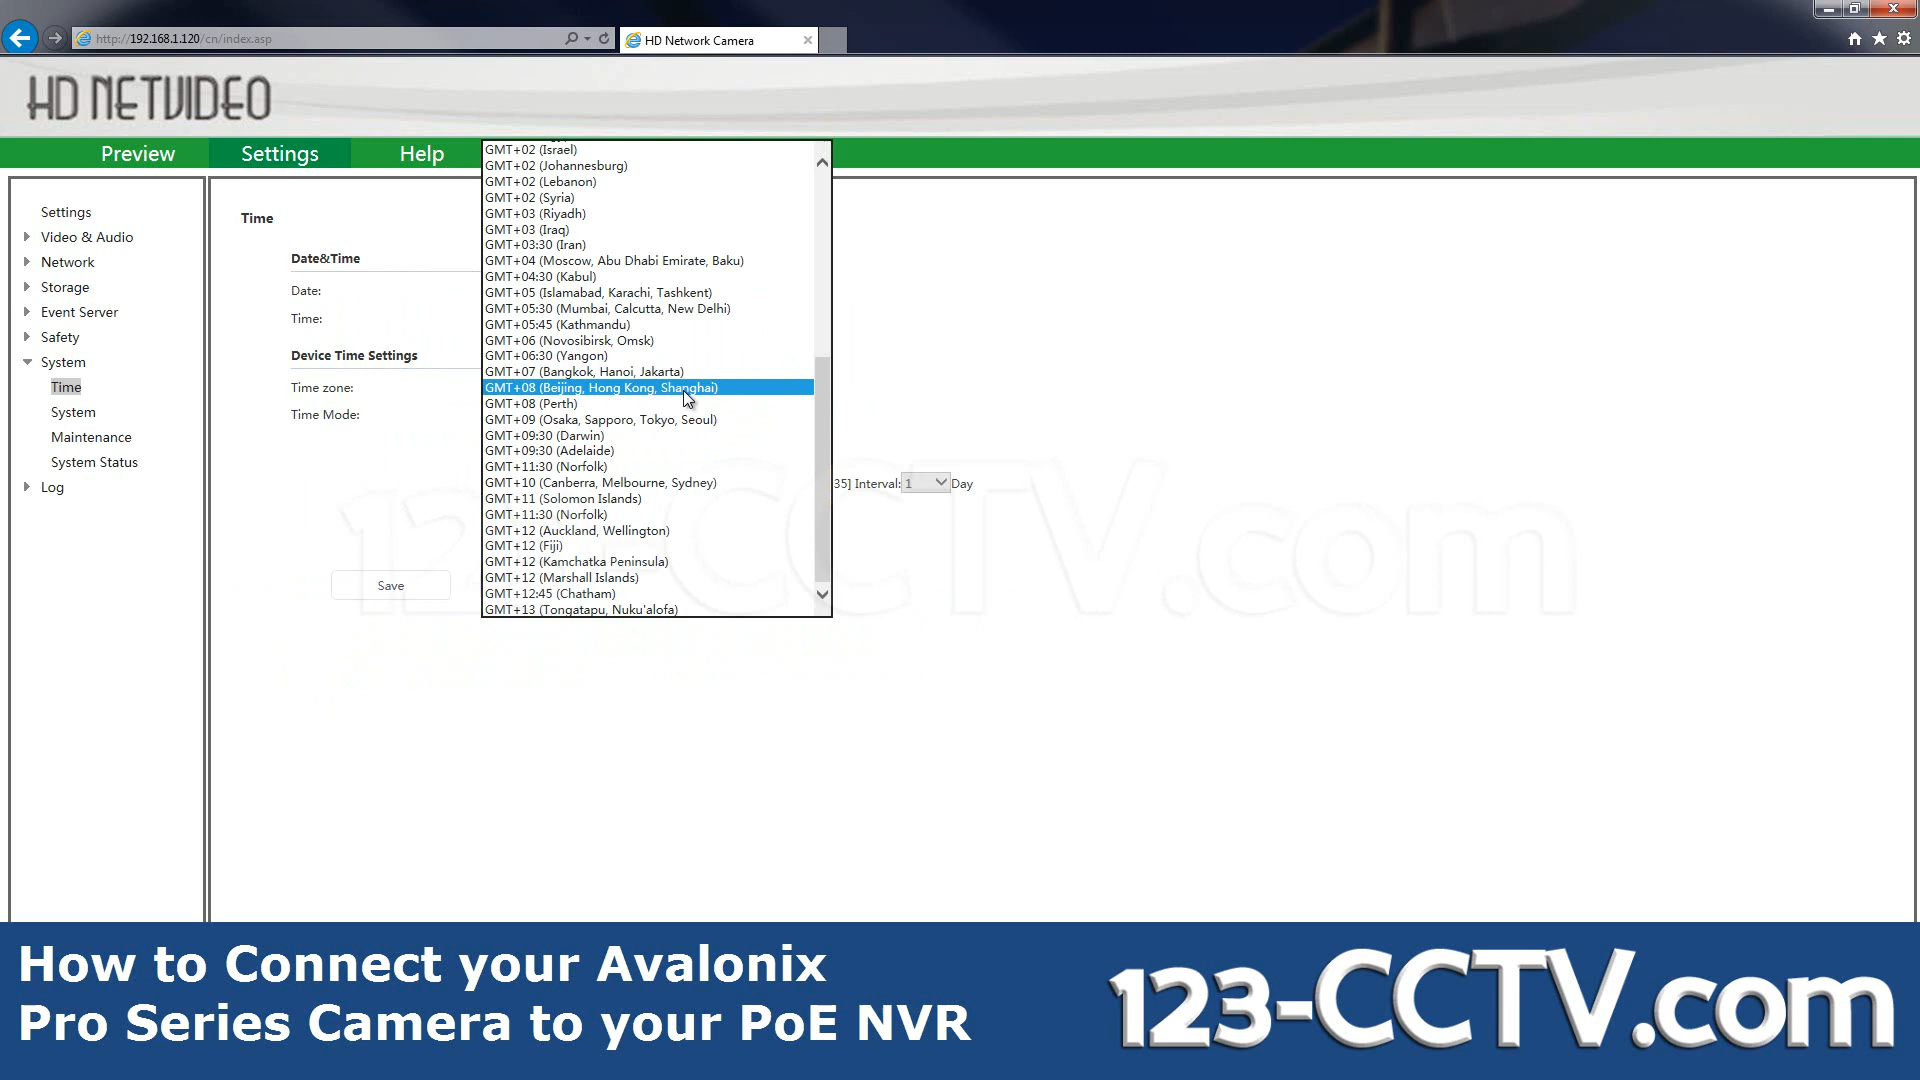 http://192.168.1.120/cn/index.asp
HD Network Camera
HD NETVIDEO
Preview
Settings
Help
Settings
Video & Audio
Network
Storage
Event Server
Safety
System
Time
System
Maintenance
System Status
Log
Time
Date&Time
Date:
Time:
Device Time Settings
Time zone:
Time Mode:
GMT+02 (Israel)
GMT+02 (Johannesburg)
GMT+02 (Lebanon)
GMT+02 (Syria)
GMT+03 (Riyadh)
GMT+03 (Iraq)
GMT+03:30 (Iran)
GMT+04 (Moscow, Abu Dhabi Emirate, Baku)
GMT+04:30 (Kabul)
GMT+05 (Islamabad, Karachi, Tashkent)
GMT+05:30 (Mumbai, Calcutta, New Delhi)
GMT+05:45 (Kathmandu)
GMT+06 (Novosibirsk, Omsk)
GMT+06:30 (Yangon)
GMT+07 (Bangkok, Hanoi, Jakarta)
GMT+08 (Beijing, Hong Kong, Shanghai)
GMT+08 (Perth)
GMT+09 (Osaka, Sapporo, Tokyo, Seoul)
GMT+09:30 (Darwin)
GMT+09:30 (Adelaide)
GMT+11:30 (Norfolk)
GMT+10 (Canberra, Melbourne, Sydney)
GMT+11 (Solomon Islands)
GMT+11:30 (Norfolk)
GMT+12 (Auckland, Wellington)
GMT+12 (Fiji)
GMT+12 (Kamchatka Peninsula)
GMT+12 (Marshall Islands)
GMT+12:45 (Chatham)
GMT+13 (Tongatapu, Nuku'alofa)
35] Interval: 1 Day
Save
123-CCTV.com
How to Connect your Avalonix
Pro Series Camera to your PoE NVR
123-CCTV.com